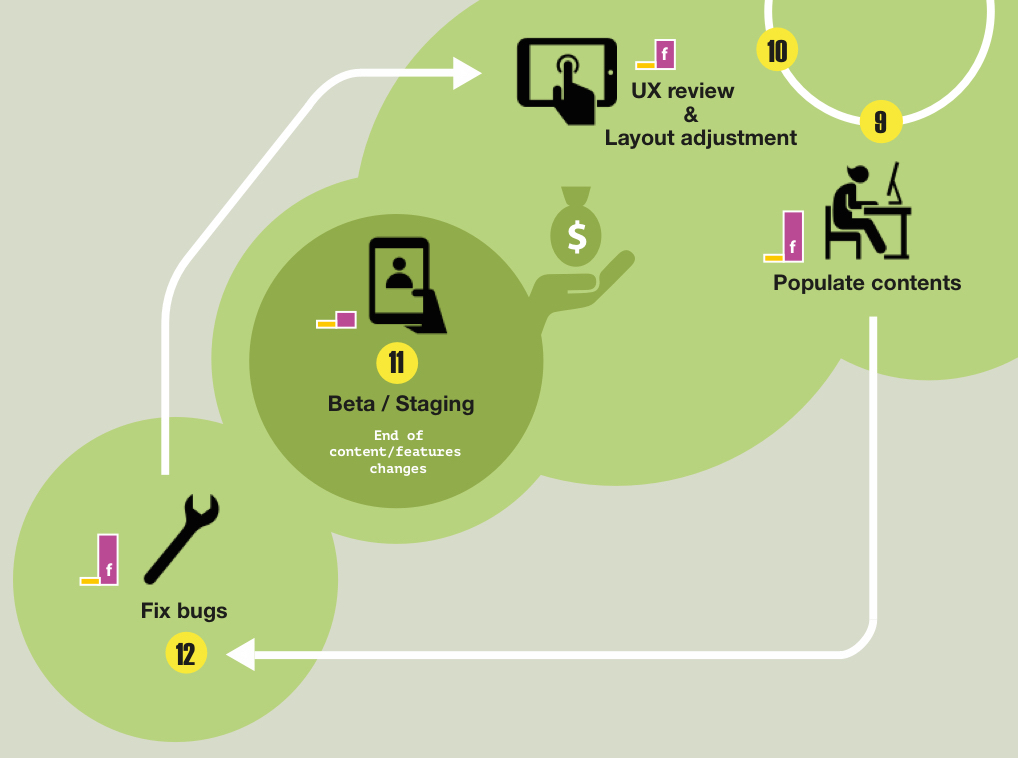 10
f
UX review
&
Layout adjustment
9
f
Populate contents
$
11
Beta / Staging
End of
content/features
changes
f
Fix bugs
12